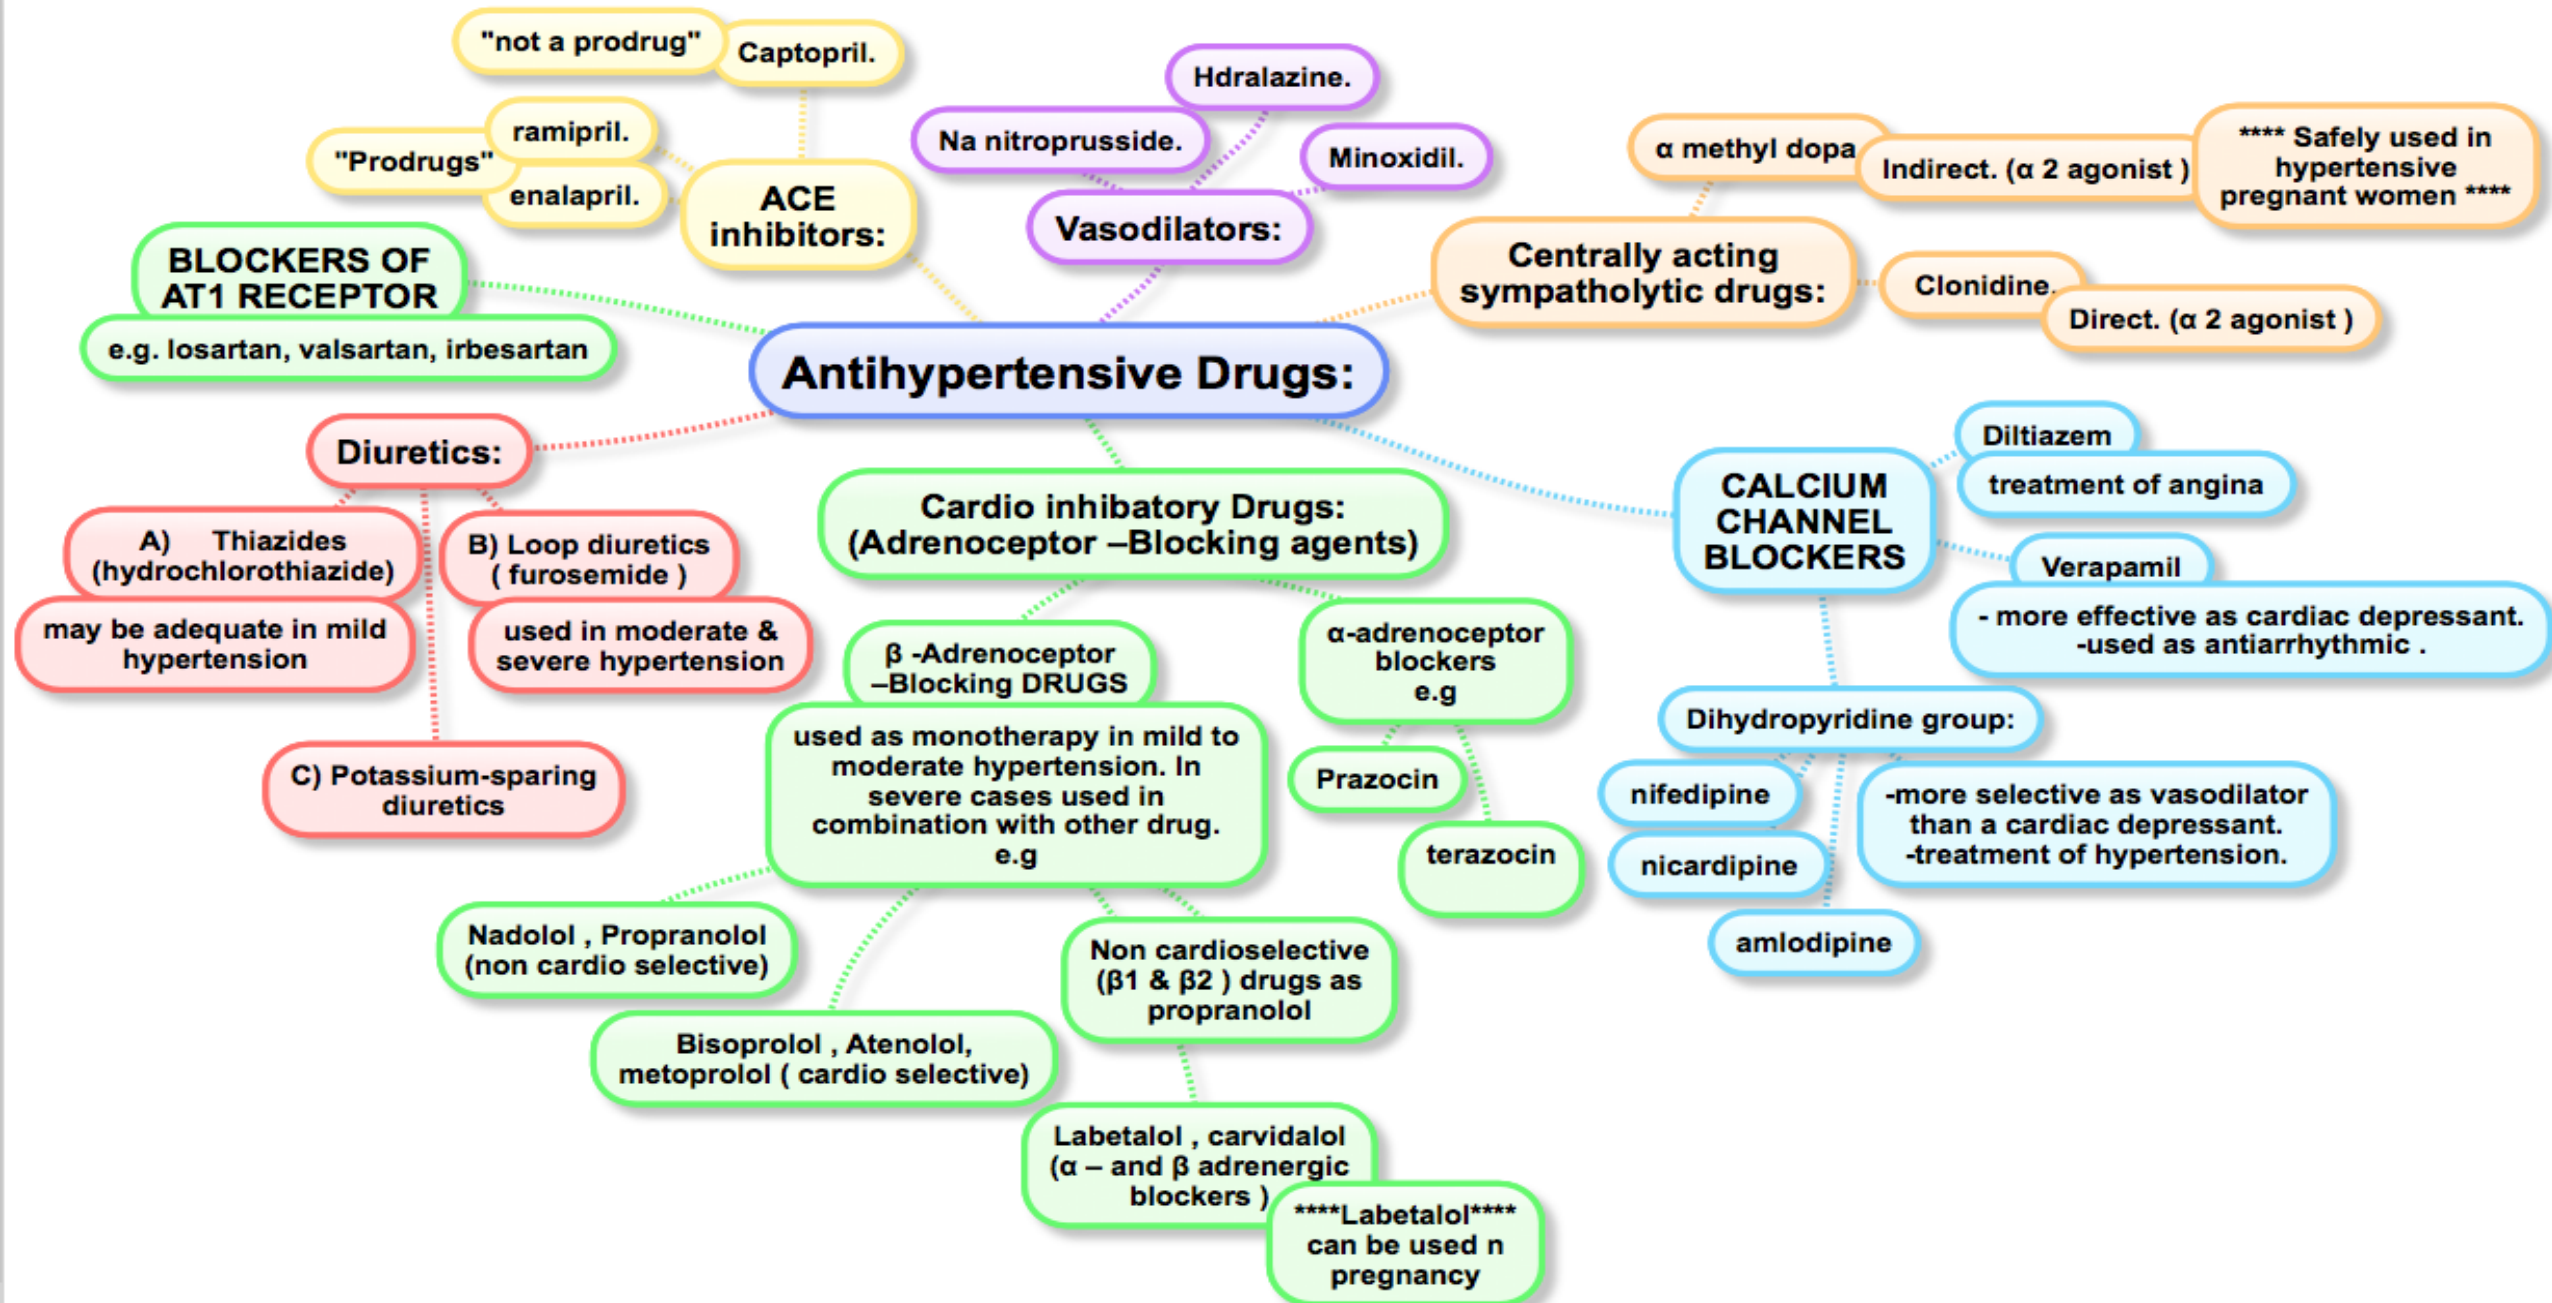 "not a prodrug"
Captopril.
ramipril.
"Prodrugs"
enalapril.
ACE
inhibitors:
Hdralazine.
Na nitroprusside.
Minoxidil.
Vasodilators:
α methyl dopa
Indirect. (α 2 agonist )
**** Safely used in
hypertensive
pregnant women ****
Centrally acting
sympatholytic drugs:
Clonidine.
Direct. (α 2 agonist )
BLOCKERS OF
AT1 RECEPTOR
e.g. losartan, valsartan, irbesartan
Antihypertensive Drugs:
Diuretics:
A) Thiazides
(hydrochlorothiazide)
may be adequate in mild
hypertension
B) Loop diuretics
( furosemide )
used in moderate &
severe hypertension
C) Potassium-sparing
diuretics
Cardio inhibatory Drugs:
(Adrenoceptor –Blocking agents)
β -Adrenoceptor
–Blocking DRUGS
used as monotherapy in mild to
moderate hypertension. In
severe cases used in
combination with other drug.
e.g
α-adrenoceptor
blockers
e.g
Prazocin
terazocin
Nadolol , Propranolol
(non cardio selective)
Bisoprolol , Atenolol,
metoprolol ( cardio selective)
Non cardioselective
(β1 & β2 ) drugs as
propranolol
Labetalol , carvidalol
(α – and β adrenergic
blockers )
****Labetalol****
can be used n
pregnancy
CALCIUM
CHANNEL
BLOCKERS
Diltiazem
treatment of angina
Verapamil
- more effective as cardiac depressant.
-used as antiarrhythmic .
Dihydropyridine group:
nifedipine
nicardipine
amlodipine
-more selective as vasodilator
than a cardiac depressant.
-treatment of hypertension.